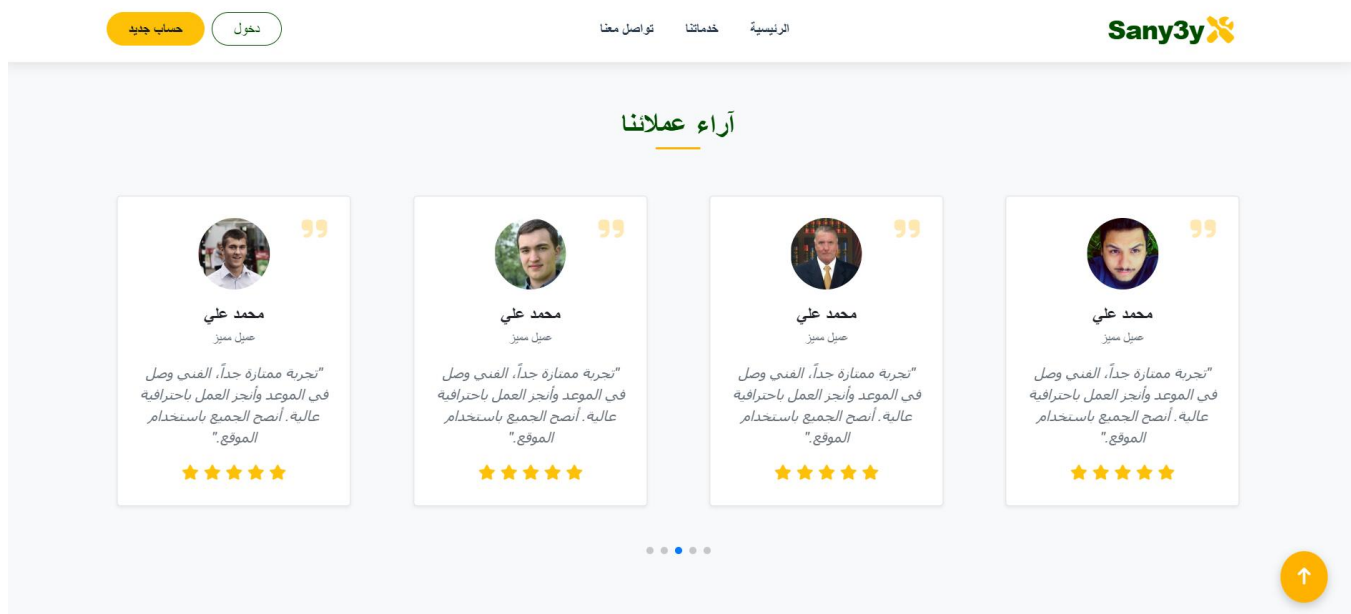 Sany3y
الرئيسية
خدماتنا
تواصل معنا
دخول
حساب جديد
آراء عملائنا
محمد علي
عميل مميز
"تجربة ممتازة جداً، الفني وصل
في الموعد وأنجز العمل باحترافية
عالية. أنصح الجميع باستخدام
الموقع."
محمد علي
عميل مميز
"تجربة ممتازة جداً، الفني وصل
في الموعد وأنجز العمل باحترافية
عالية. أنصح الجميع باستخدام
الموقع."
محمد علي
عميل مميز
"تجربة ممتازة جداً، الفني وصل
في الموعد وأنجز العمل باحترافية
عالية. أنصح الجميع باستخدام
الموقع."
محمد علي
عميل مميز
"تجربة ممتازة جداً، الفني وصل
في الموعد وأنجز العمل باحترافية
عالية. أنصح الجميع باستخدام
الموقع."